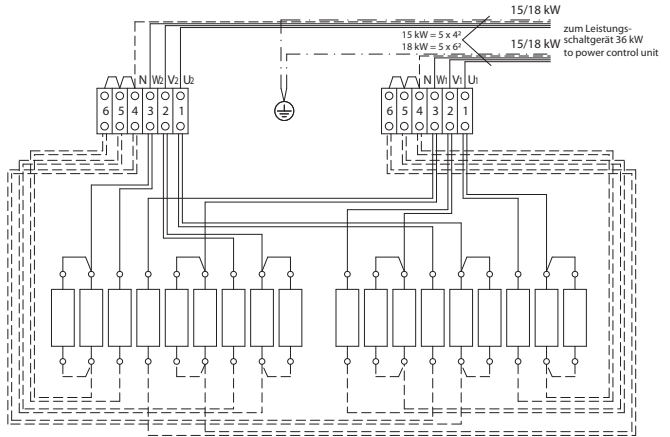 15/18 kW
15 kW = 5 x 4²
18 kW = 5 x 6²
15/18 kW
zum Leistungs-
schaltgerät 36 kW
to power control unit
N W2 V2 U2
6 5 4 3 2 1
N W1 V1 U1
6 5 4 3 2 1